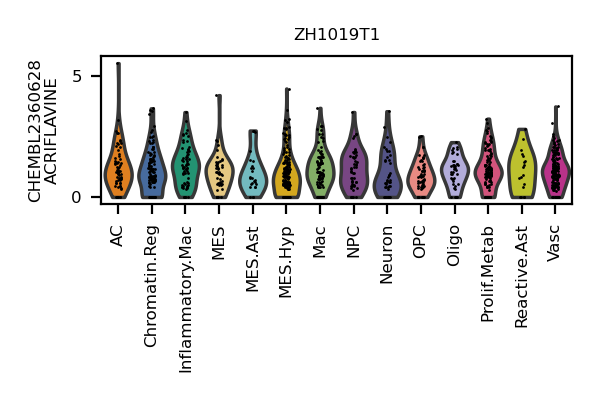 ZH1019T1
CHEMBL2360628
ACRIFLAVINE
5
0
AC
Chromatin.Reg
Inflammatory.Mac
MES
MES.Ast
MES.Hyp
Mac
NPC
Neuron
OPC
Oligo
Prolif.Metab
Reactive.Ast
Vasc